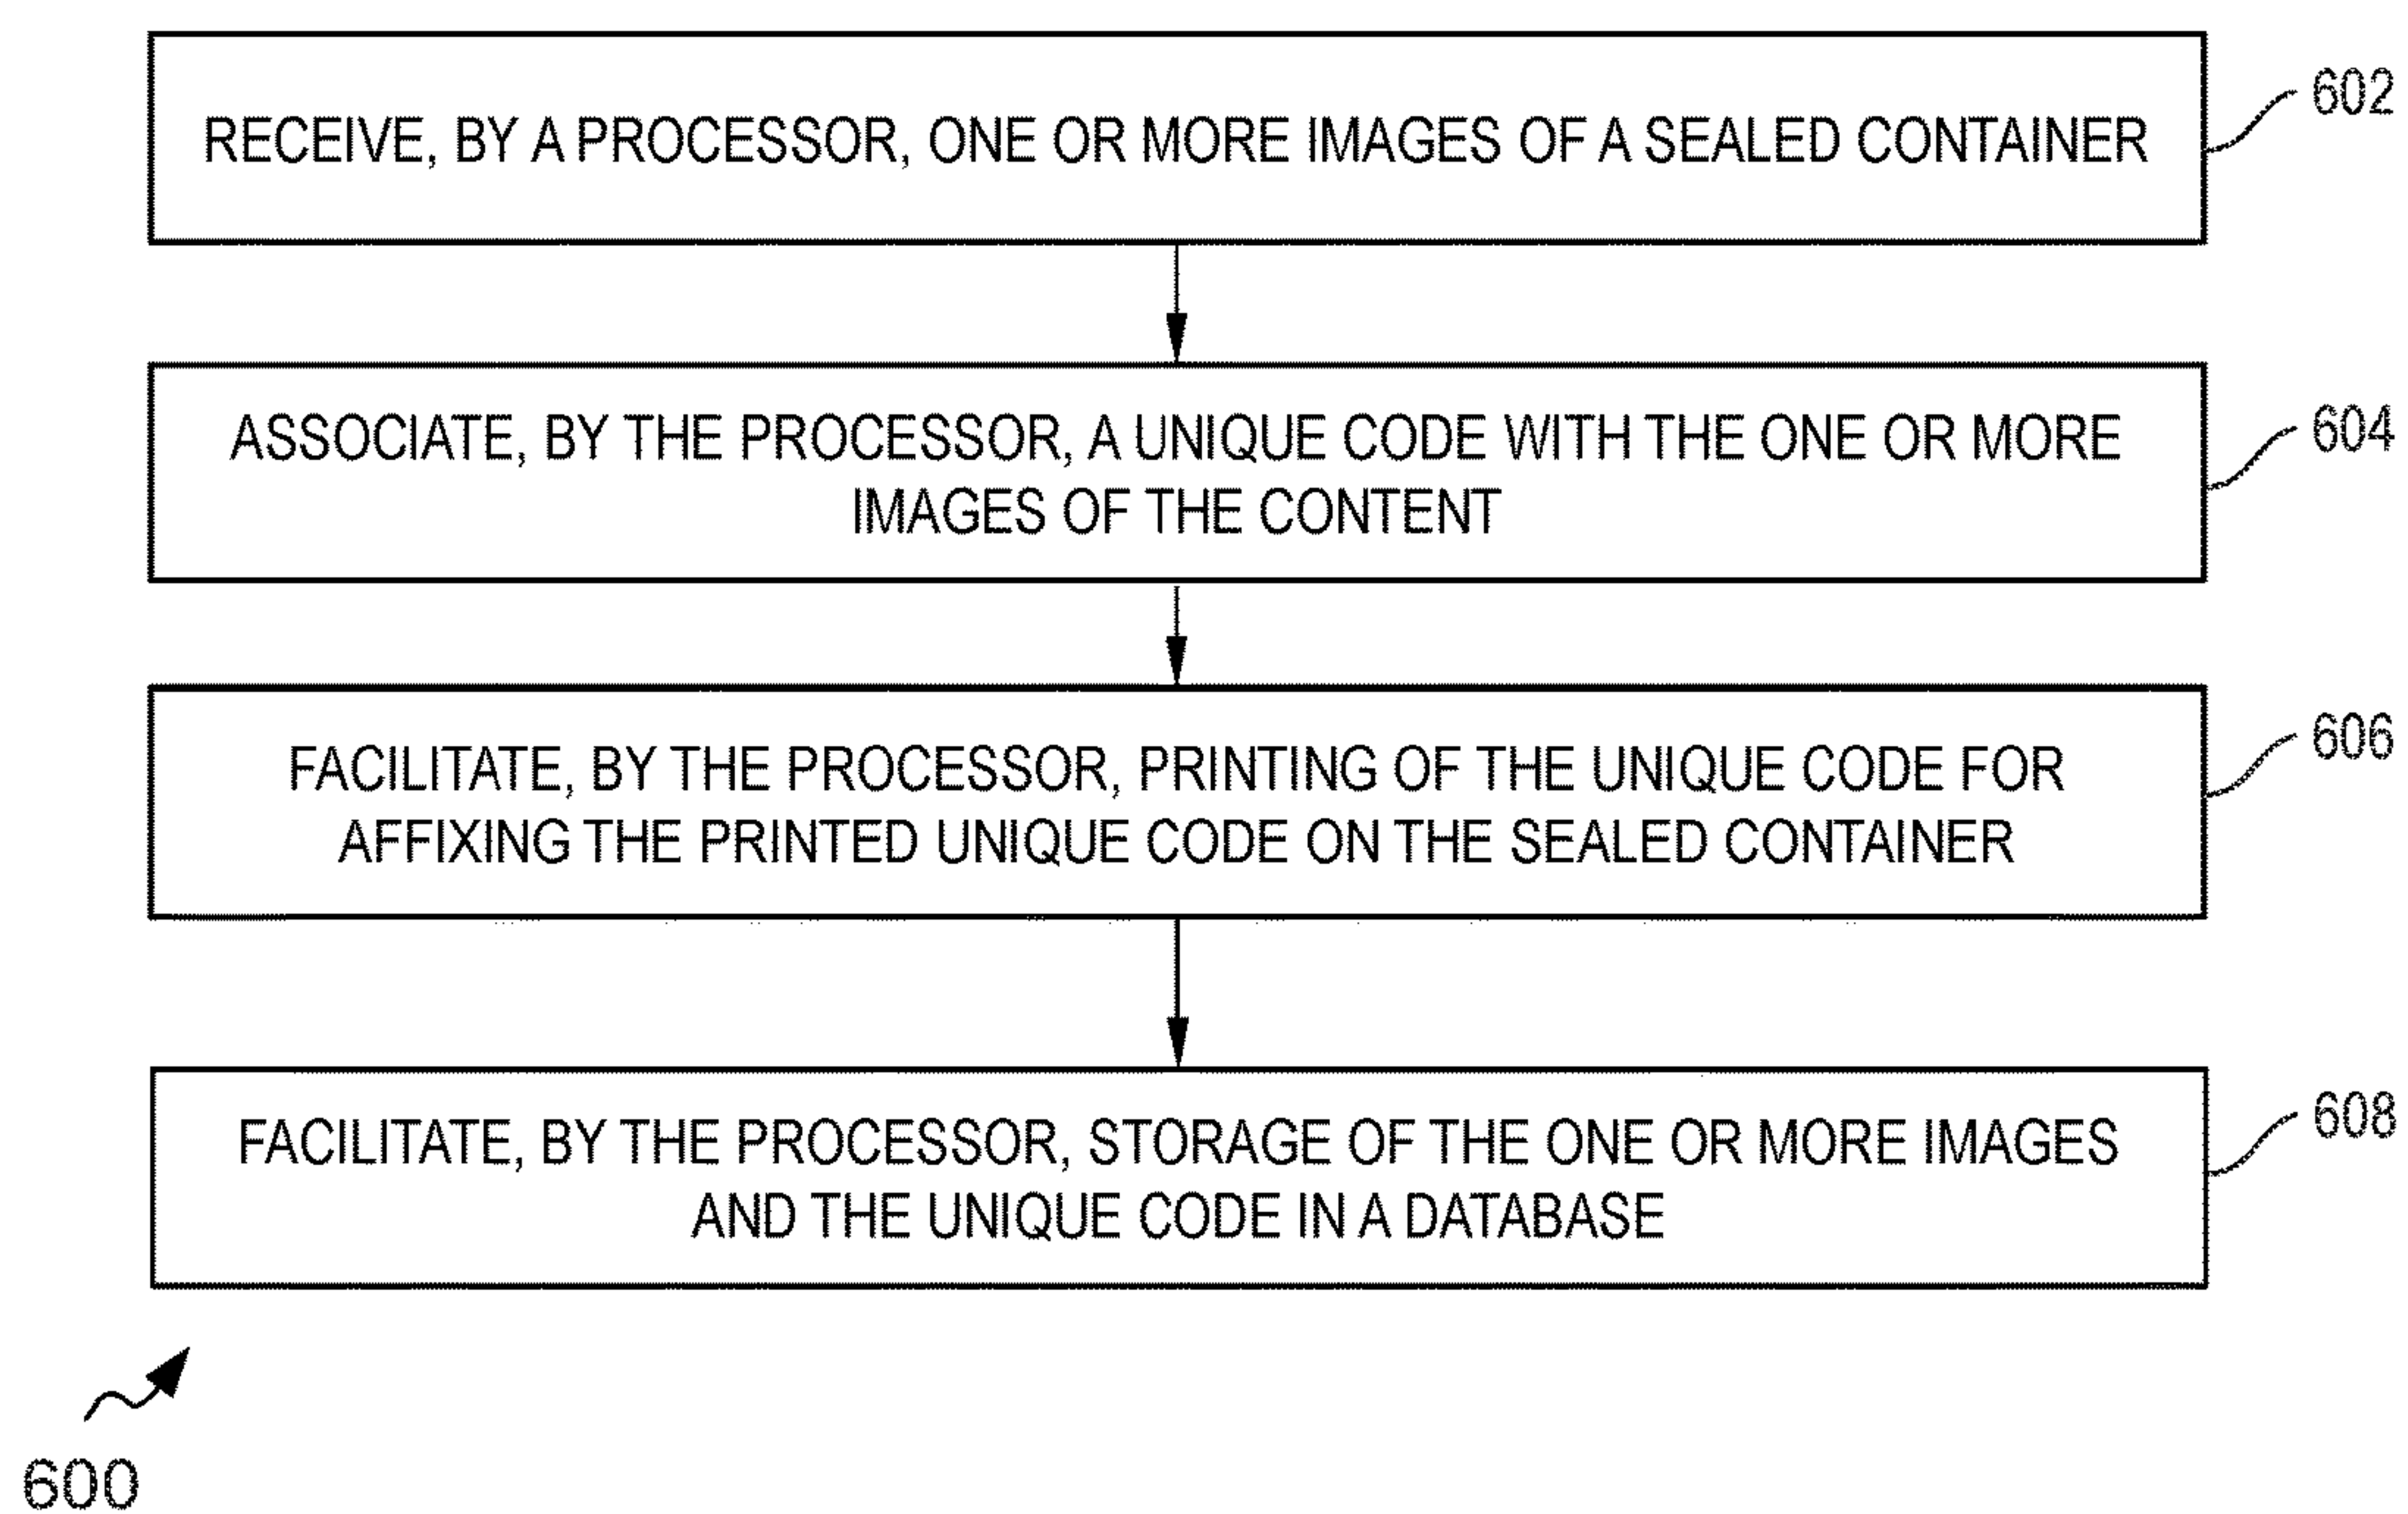 RECEIVE, BY A PROCESSOR, ONE OR MORE IMAGES OF A SEALED CONTAINER
602
ASSOCIATE, BY THE PROCESSOR, A UNIQUE CODE WITH THE ONE OR MORE
IMAGES OF THE CONTENT
604
FACILITATE, BY THE PROCESSOR, PRINTING OF THE UNIQUE CODE FOR
AFFIXING THE PRINTED UNIQUE CODE ON THE SEALED CONTAINER
606
FACILITATE, BY THE PROCESSOR, STORAGE OF THE ONE OR MORE IMAGES
AND THE UNIQUE CODE IN A DATABASE
608
600